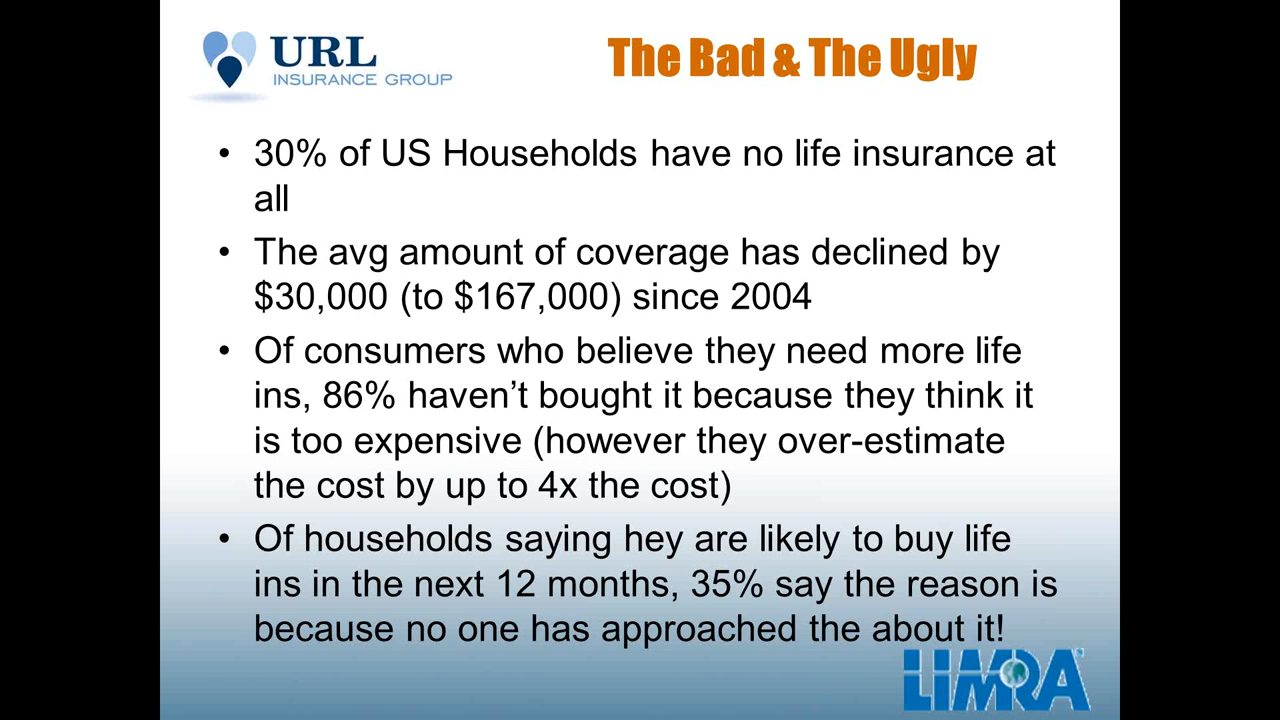 URL
INSURANCE GROUP
The Bad & The Ugly
• 30% of US Households have no life insurance at
all
• The avg amount of coverage has declined by
$30,000 (to $167,000) since 2004
• Of consumers who believe they need more life
ins, 86% haven’t bought it because they think it
is too expensive (however they over-estimate
the cost by up to 4x the cost)
• Of households saying hey are likely to buy life
ins in the next 12 months, 35% say the reason is
because no one has approached the about it!
LIMRA